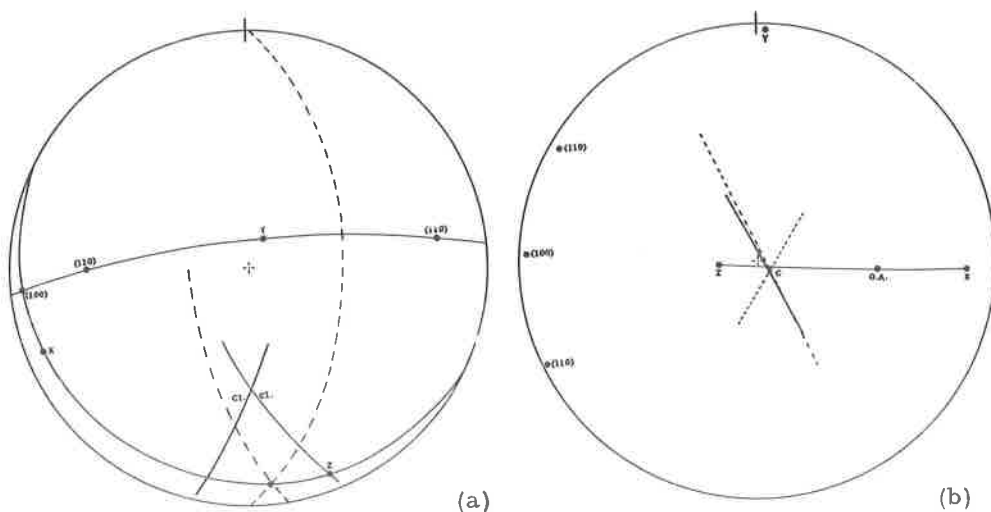 Y
(110)
(110)
(100)
X
Cl.
Cl.
Z
(a)
Y
(110)
(100)
Z
C
O.A.
X
(110)
(b)